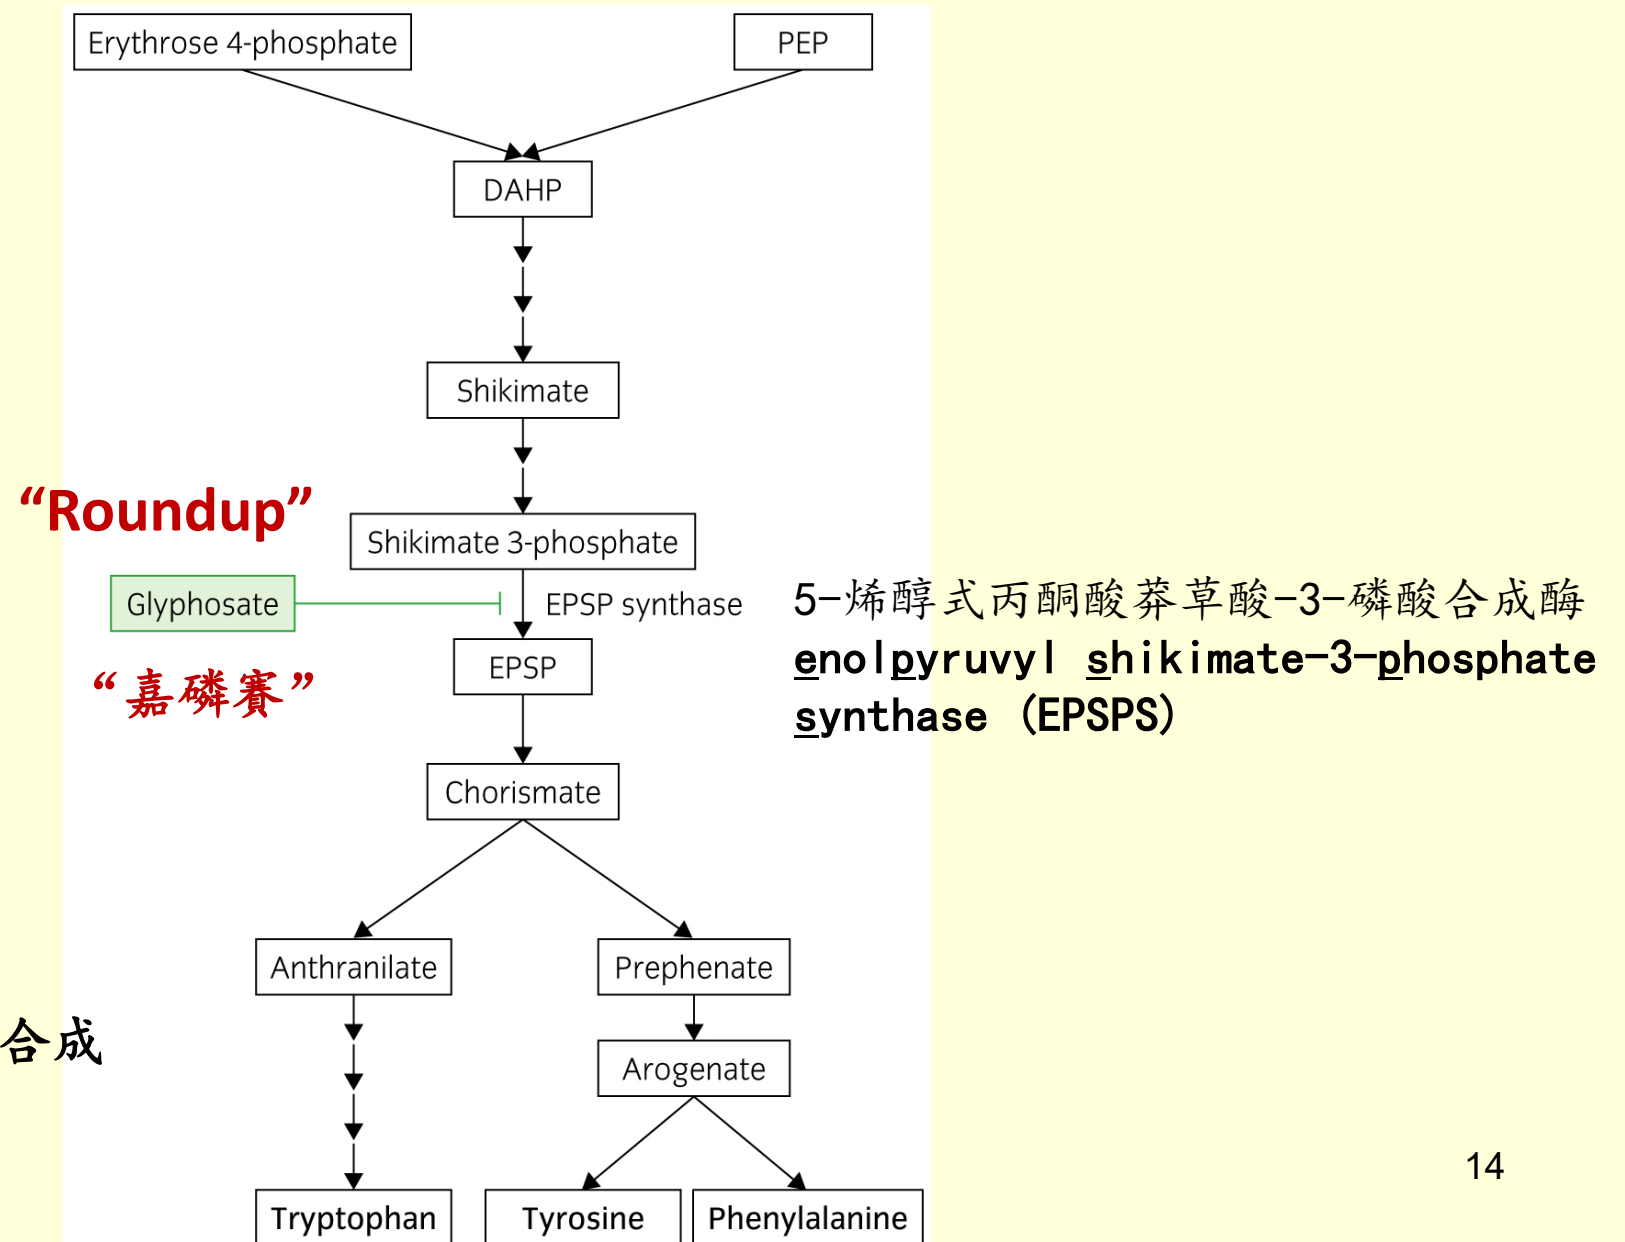 Erythrose 4-phosphate
PEP
DAHP
Shikimate
“Roundup”
Shikimate 3-phosphate
Glyphosate
EPSP synthase
5-烯醇式丙酮酸莽草酸-3-磷酸合成酶
enolpyruvyl shikimate-3-phosphate
synthase (EPSPS)
EPSP
“嘉磷賽”
Chorismate
Anthranilate
Prephenate
合成
Arogenate
Tryptophan
Tyrosine
Phenylalanine
14